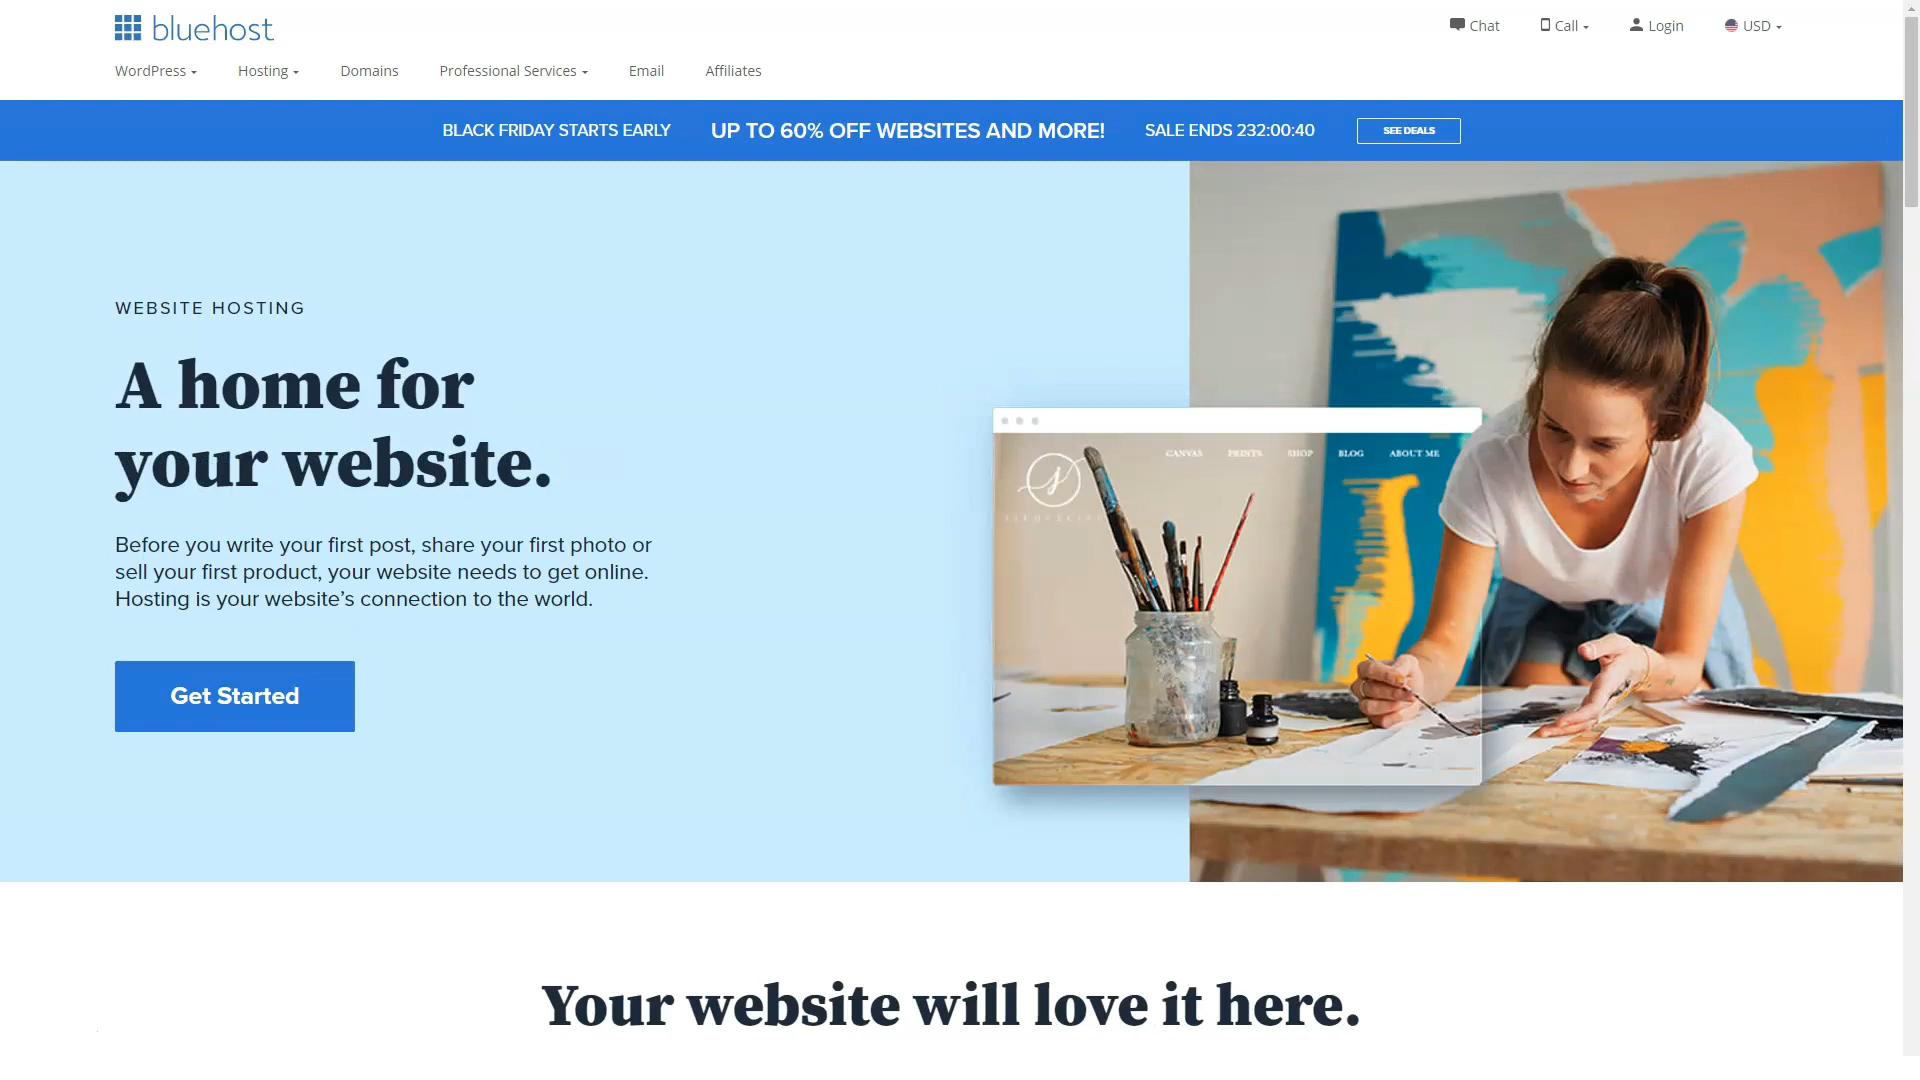 bluehost
Chat
Call
Login
USD
WordPress
Hosting
Domains
Professional Services
Email
Affiliates
BLACK FRIDAY STARTS EARLY
UP TO 60% OFF WEBSITES AND MORE!
SALE ENDS 232:00:40
SEE DEALS
WEBSITE HOSTING
A home for
your website.
Before you write your first post, share your first photo or
sell your first product, your website needs to get online.
Hosting is your website’s connection to the world.
Get Started
CANVAS
PRINTS
SHOP
BLOG
ABOUT ME
Your website will love it here.